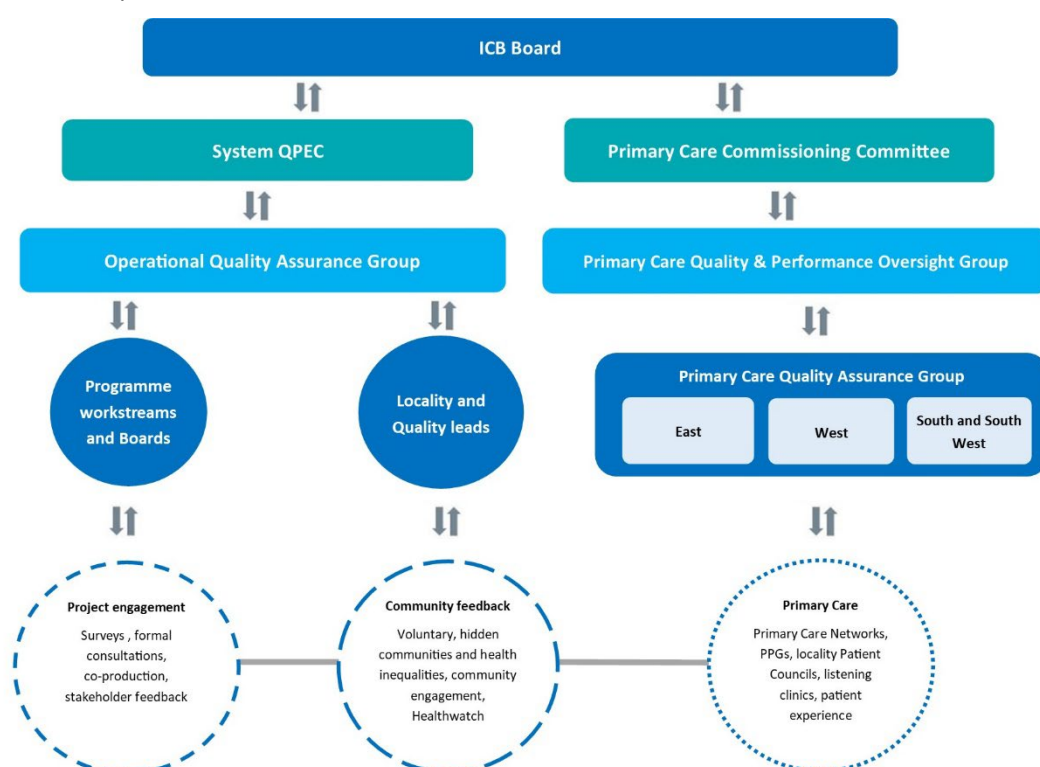 ICB Board
System QPEC
Primary Care Commissioning Committee
Operational Quality Assurance Group
Primary Care Quality & Performance Oversight Group
Programme
workstreams
and Boards
Locality and
Quality leads
Primary Care Quality Assurance Group
East
West
South and South
West
Project engagement
Surveys , formal
consultations,
co-production,
stakeholder feedback
Community feedback
Voluntary, hidden
communities and health
inequalities, community
engagement,
Healthwatch
Primary Care
Primary Care Networks,
PPGs, locality Patient
Councils, listening
clinics, patient
experience